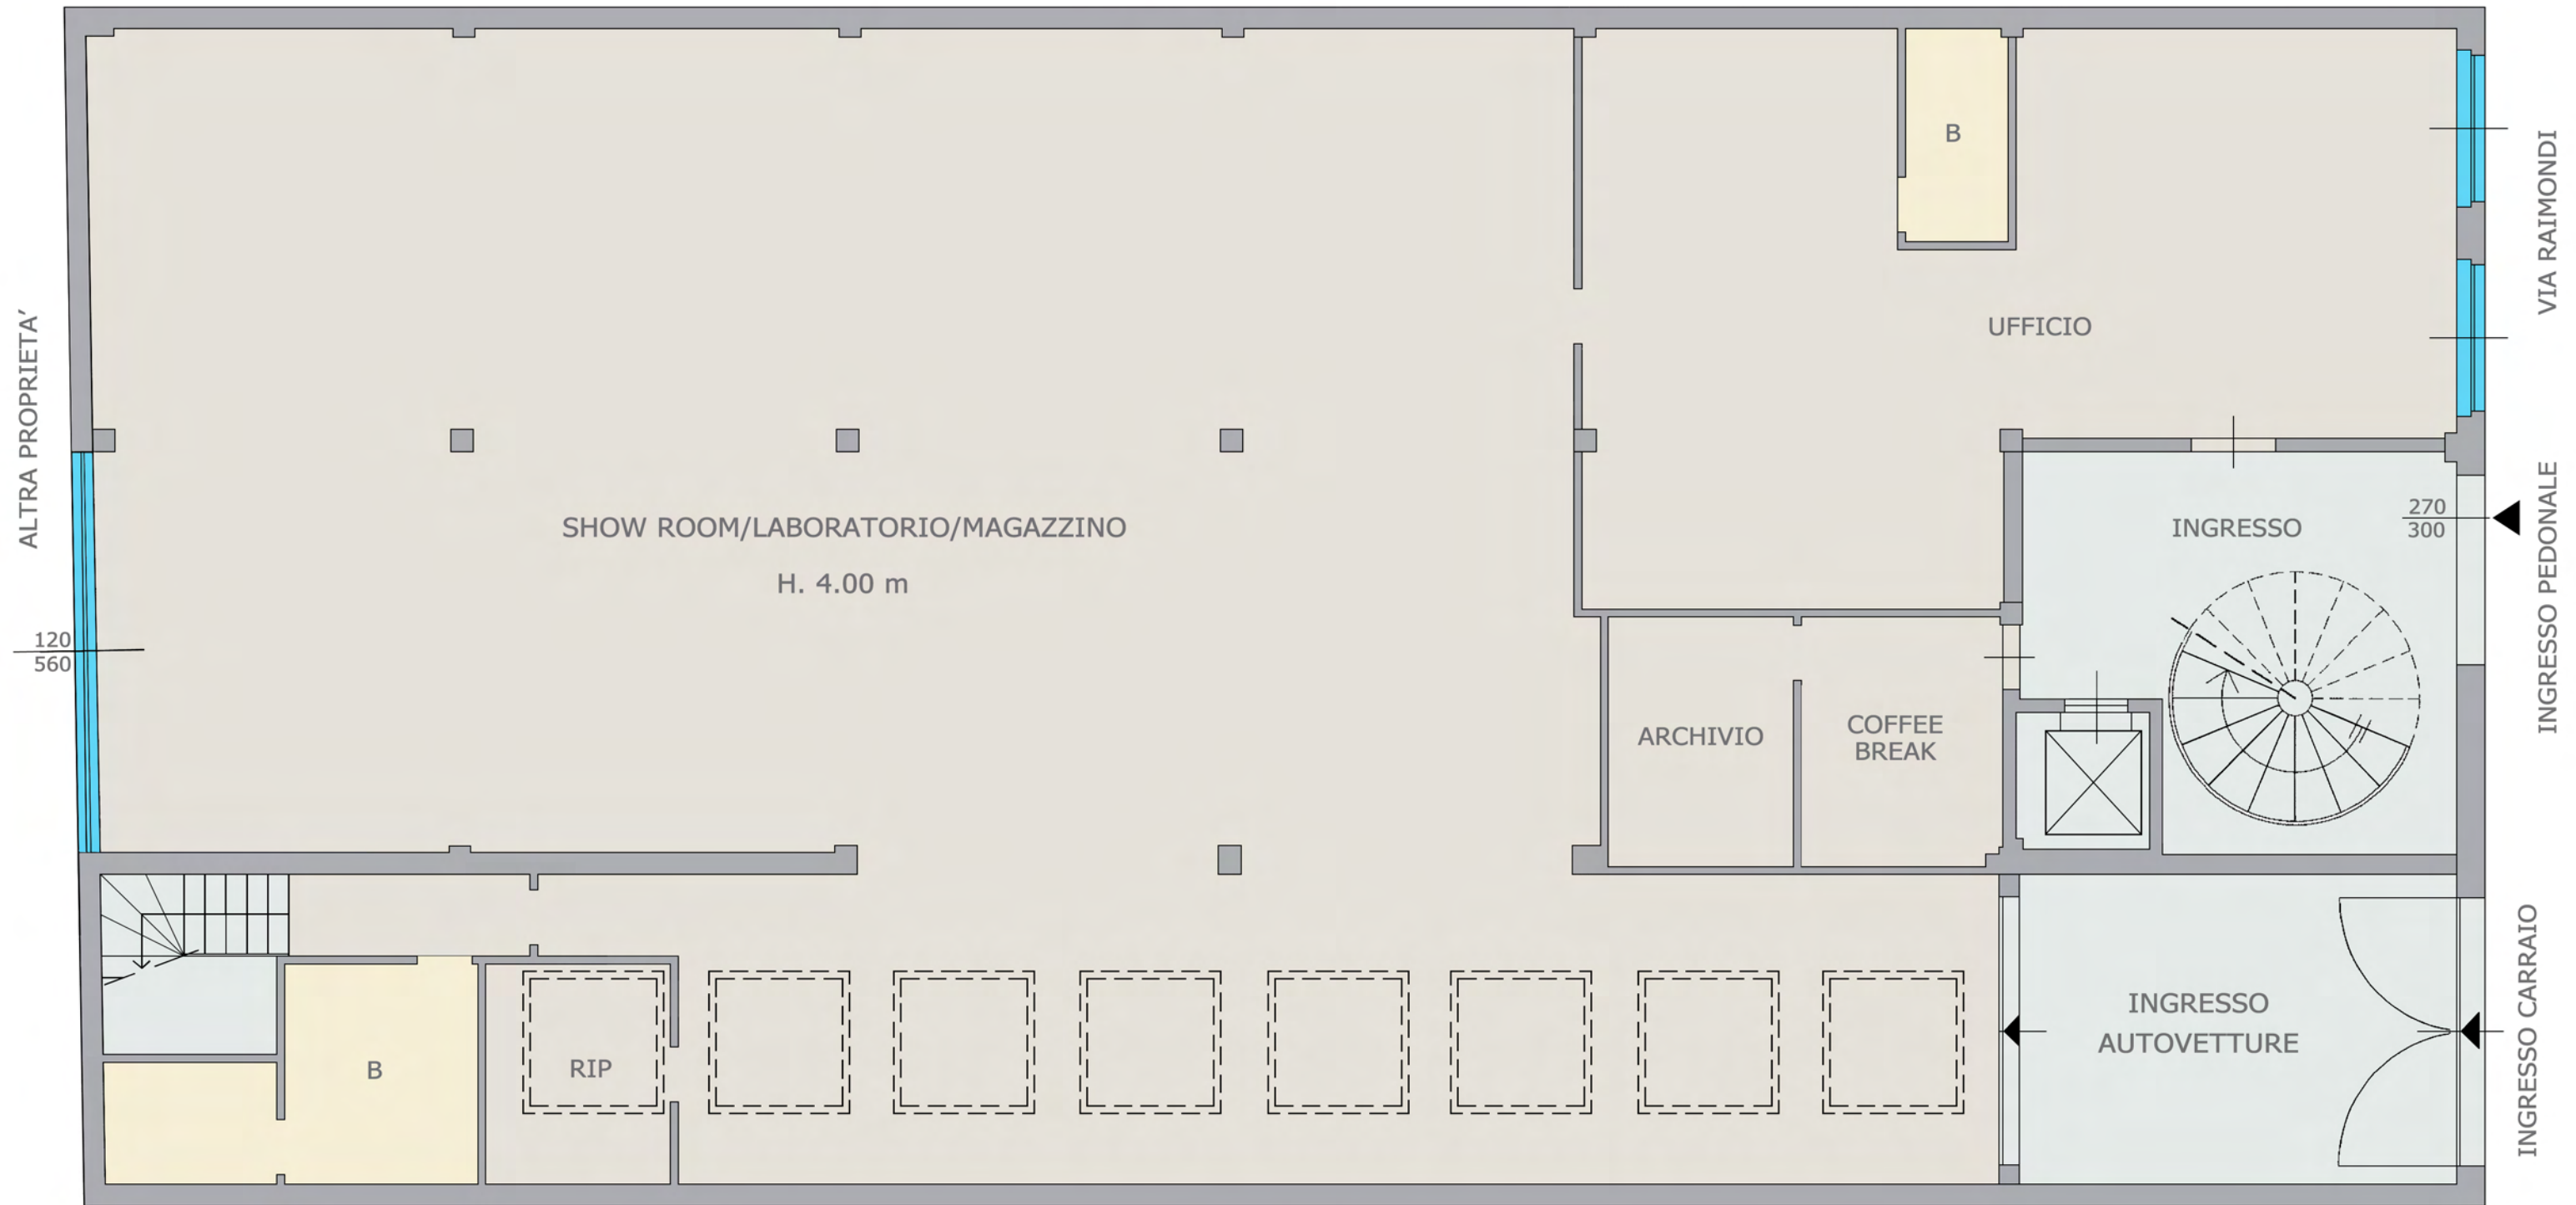 B
VIA RAIMONDI
UFFICIO
ALTRA PROPRIETA’
SHOW ROOM/LABORATORIO/MAGAZZINO
H. 4.00 m
INGRESSO
270
300
INGRESSO PEDONALE
120
560
ARCHIVIO
COFFEE
BREAK
INGRESSO
AUTOVETTURE
INGRESSO CARRAIO
B
RIP